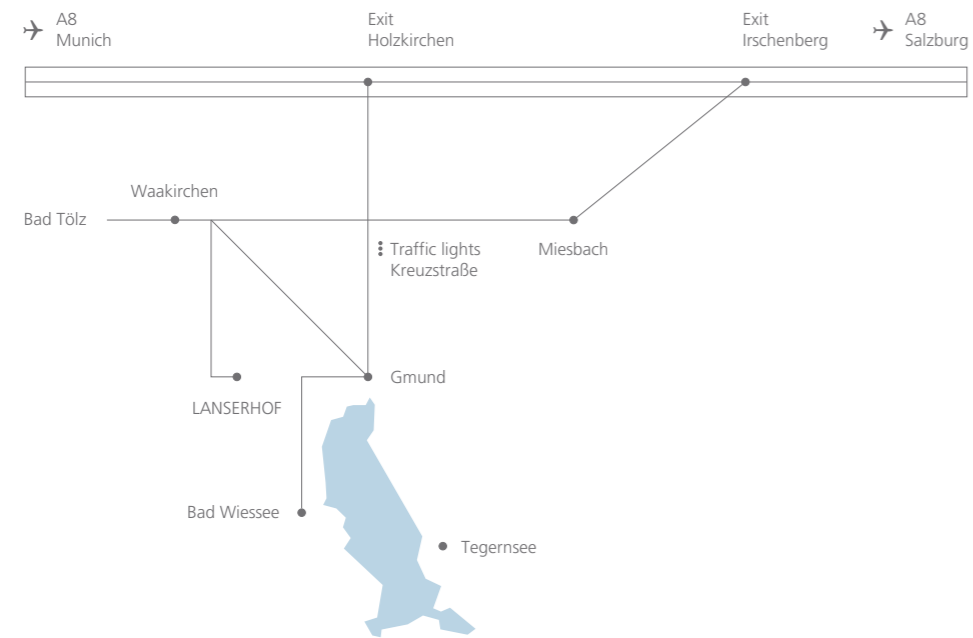 A8
Munich
Exit
Holzkirchen
Exit
Irschenberg
A8
Salzburg
Waakirchen
Bad Tölz
Traffic lights
Kreuzstraße
Miesbach
Gmund
LANSERHOF
Bad Wiessee
Tegernsee